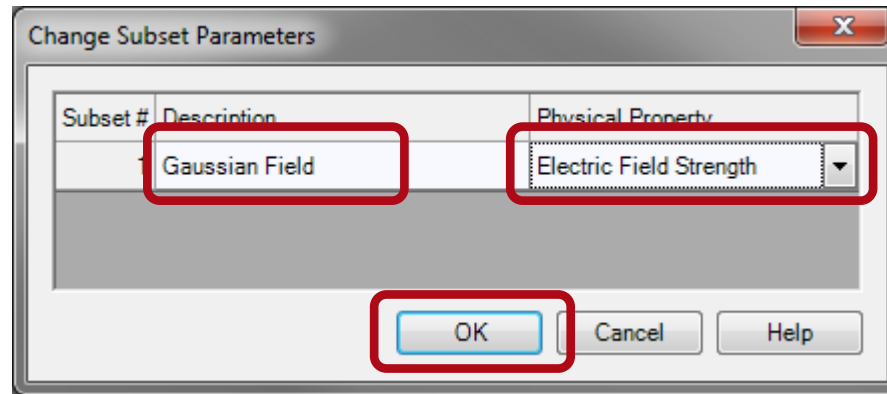 Change Subset Parameters
Subset # Description Physical Property
1 Gaussian Field Electric Field Strength
OK Cancel Help